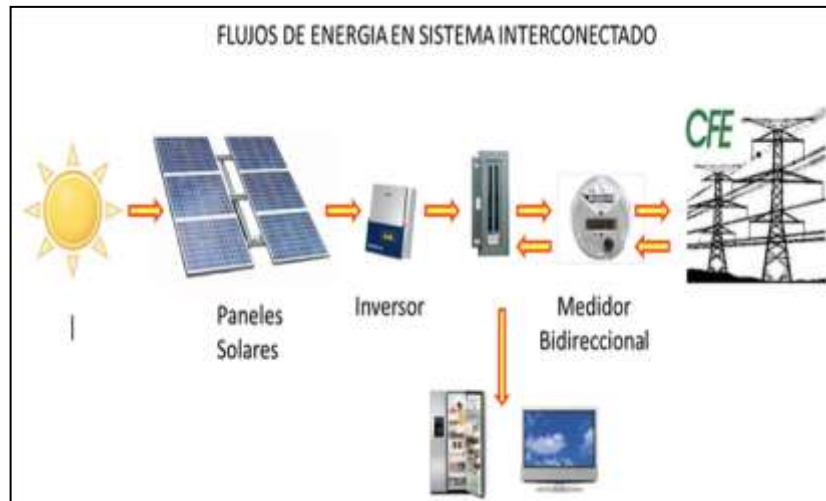 FLUJOS DE ENERGIA EN SISTEMA INTERCONECTADO
CFE
Paneles
Solares
Inversor
Medidor
Bidireccional